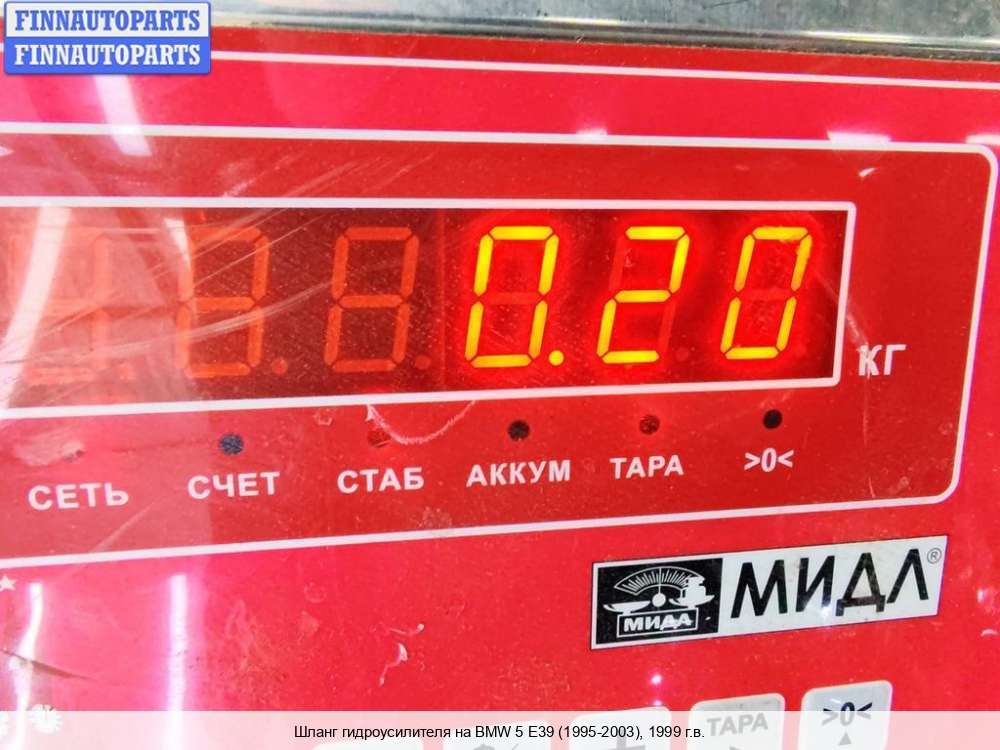 FINNAUTOPARTS
FINNAUTOPARTS
0.20
КГ
СЕТЬ СЧЕТ СТАБ АККУМ ТАРА >0<
МИДЛ МИДЛ®
ТАРА >0<
Шланг гидроусилителя на BMW 5 E39 (1995-2003), 1999 г.в.